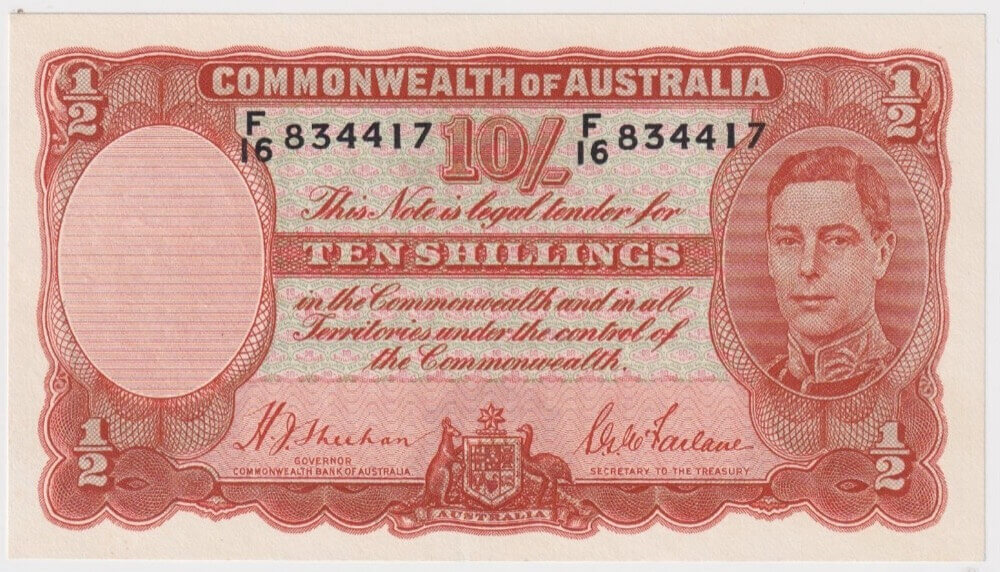 ½ COMMONWEALTH OF AUSTRALIA ½
F/16 834417 10/- F/16 834417
This Note is legal tender for
TEN SHILLINGS
in the Commonwealth and in all
Territories under the control of
the Commonwealth.
½ H. J. Sheehan S. G. McFarlane ½
GOVERNOR
COMMONWEALTH BANK OF AUSTRALIA
SECRETARY TO THE TREASURY
AUSTRALIA